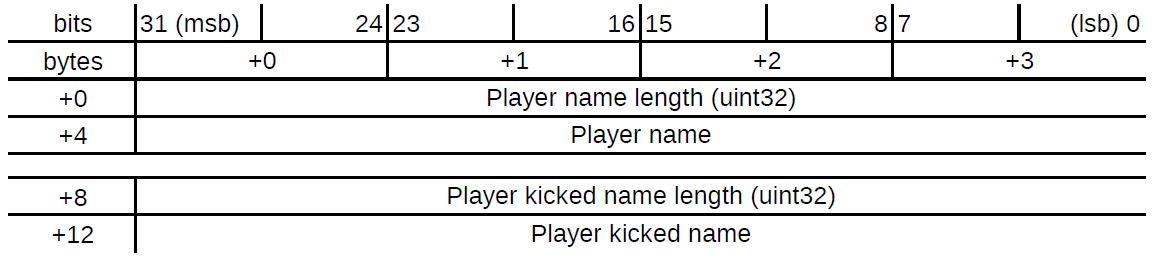 bits 31 (msb) 24 23 16 15 8 7 (lsb) 0
bytes +0 +1 +2 +3
+0 Player name length (uint32)
+4 Player name
+8 Player kicked name length (uint32)
+12 Player kicked name